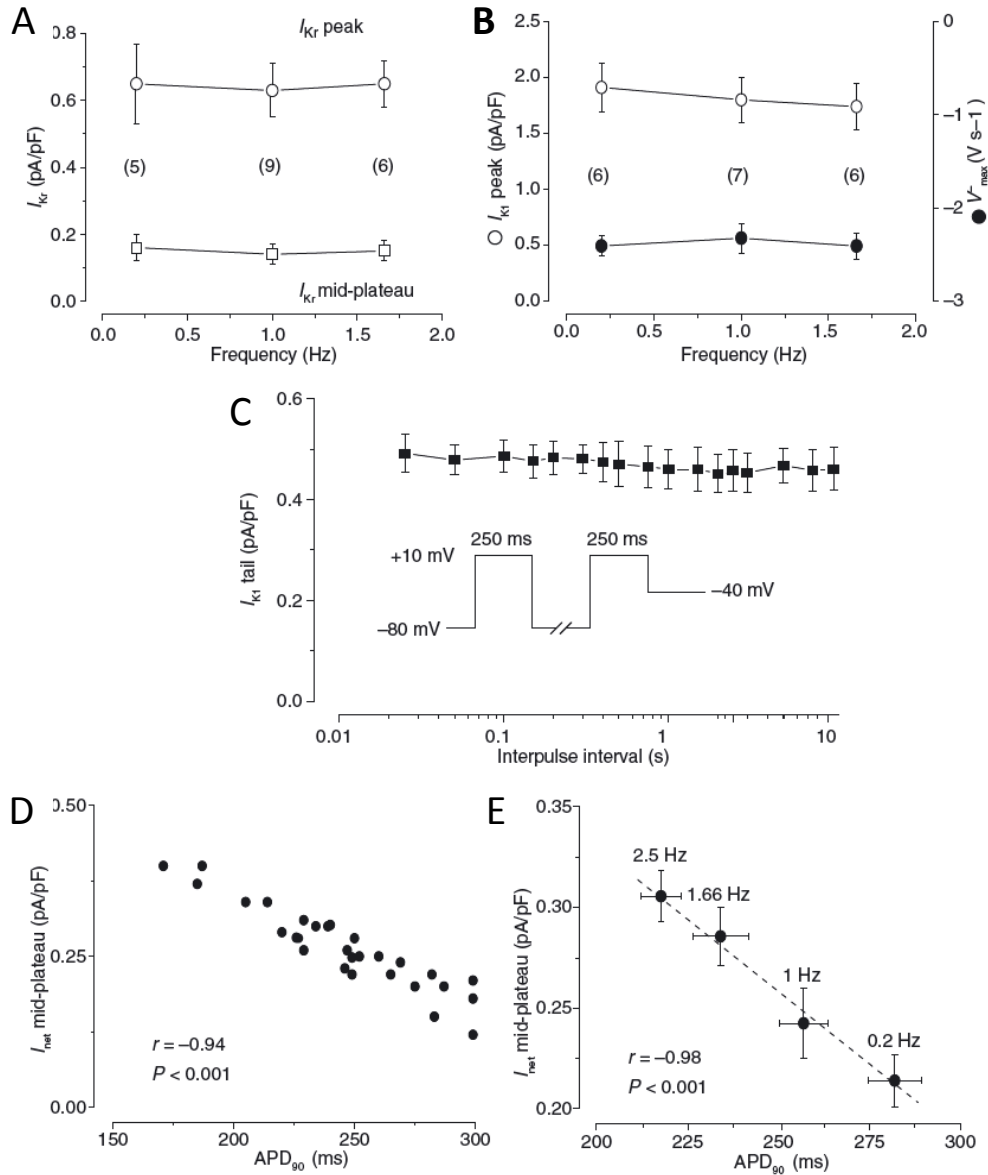 A
I_Kr peak
0.8
0.6
0.4
0.2
0.0
I_Kr (pA/pF)
(5)
(9)
(6)
I_Kr mid-plateau
0.0
0.5
1.0
1.5
2.0
Frequency (Hz)
B
2.5
2.0
1.5
1.0
0.5
0.0
I_K1 peak (pA/pF)
(6)
(7)
(6)
0
–1
–2
–3
V-max (V s–1)
0.0
0.5
1.0
1.5
2.0
Frequency (Hz)
C
0.6
0.4
0.2
0.0
I_K1 tail (pA/pF)
250 ms
250 ms
+10 mV
–40 mV
–80 mV
0.01
0.1
1
10
Interpulse interval (s)
D
0.50
0.25
0.00
I_net mid-plateau (pA/pF)
r = –0.94
P < 0.001
150
200
250
300
APD90 (ms)
E
0.35
0.30
0.25
0.20
I_net mid-plateau (pA/pF)
2.5 Hz
1.66 Hz
1 Hz
0.2 Hz
r = –0.98
P < 0.001
200
225
250
275
300
APD90 (ms)